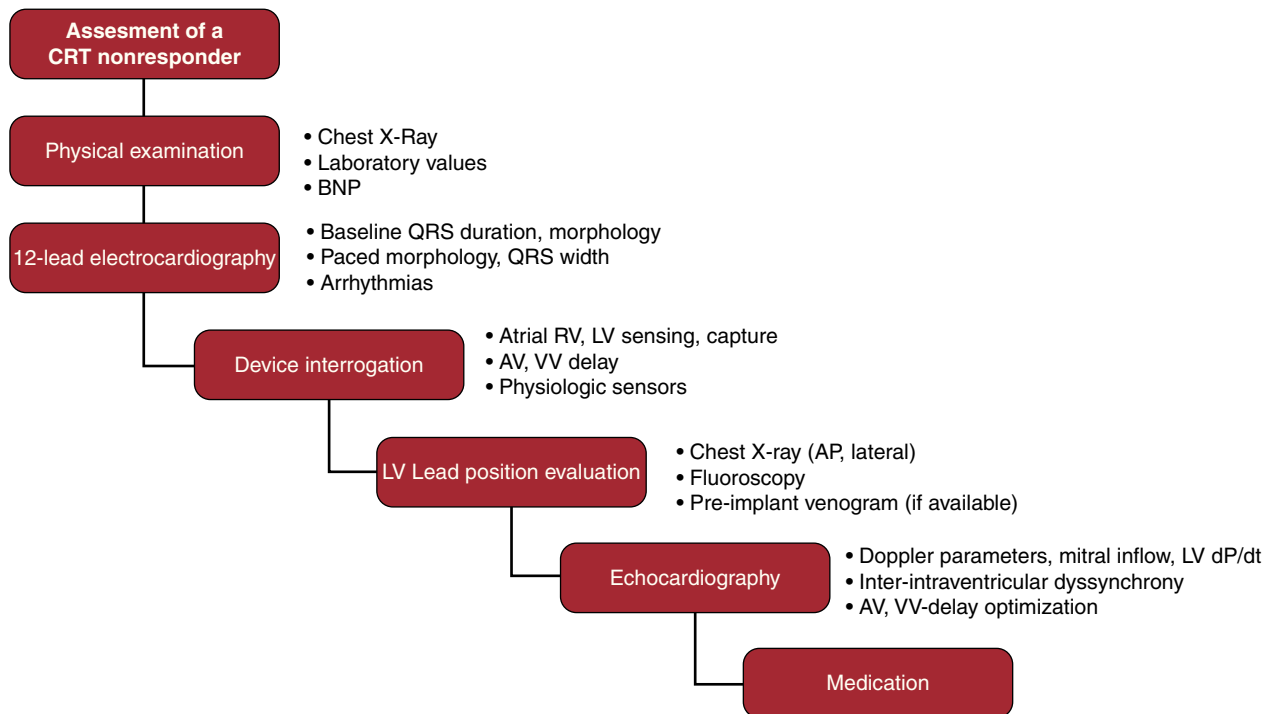 Assesment of a
CRT nonresponder
Physical examination
• Chest X-Ray
• Laboratory values
• BNP
12-lead electrocardiography
• Baseline QRS duration, morphology
• Paced morphology, QRS width
• Arrhythmias
Device interrogation
• Atrial RV, LV sensing, capture
• AV, VV delay
• Physiologic sensors
LV Lead position evaluation
• Chest X-ray (AP, lateral)
• Fluoroscopy
• Pre-implant venogram (if available)
Echocardiography
• Doppler parameters, mitral inflow, LV dP/dt
• Inter-intraventricular dyssynchrony
• AV, VV-delay optimization
Medication